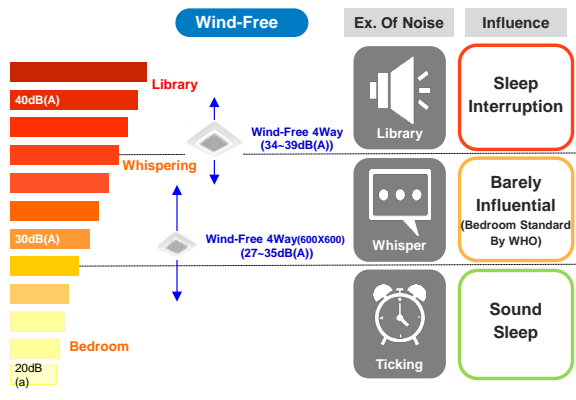 Wind-Free
Ex. Of Noise
Influence
Library
40dB(A)
Whispering
30dB(A)
Bedroom
20dB
(a)
Wind-Free 4Way
(34~39dB(A))
Wind-Free 4Way(600X600)
(27~35dB(A))
Library
Whisper
Ticking
Sleep
Interruption
Barely
Influential
(Bedroom Standard
By WHO)
Sound
Sleep